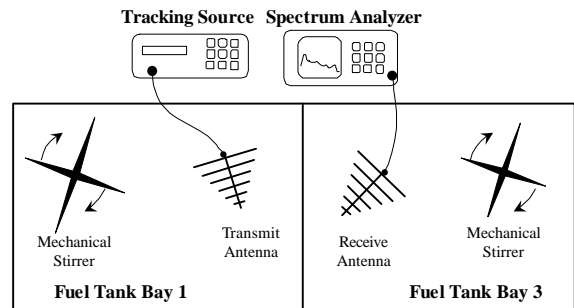 Tracking Source
Spectrum Analyzer
Mechanical
Stirrer
Transmit
Antenna
Fuel Tank Bay 1
Receive
Antenna
Mechanical
Stirrer
Fuel Tank Bay 3